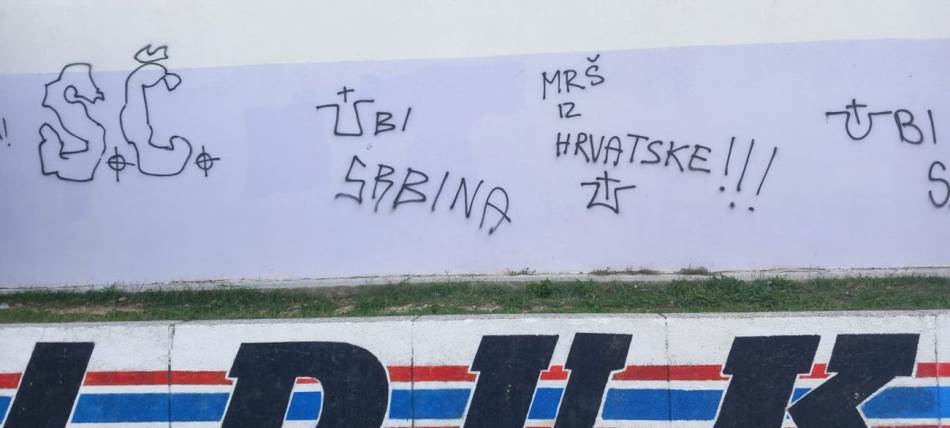 S.Č.
UBI
SRBINA
MRŠ
IZ
HRVATSKE!!!
U
UBI
S